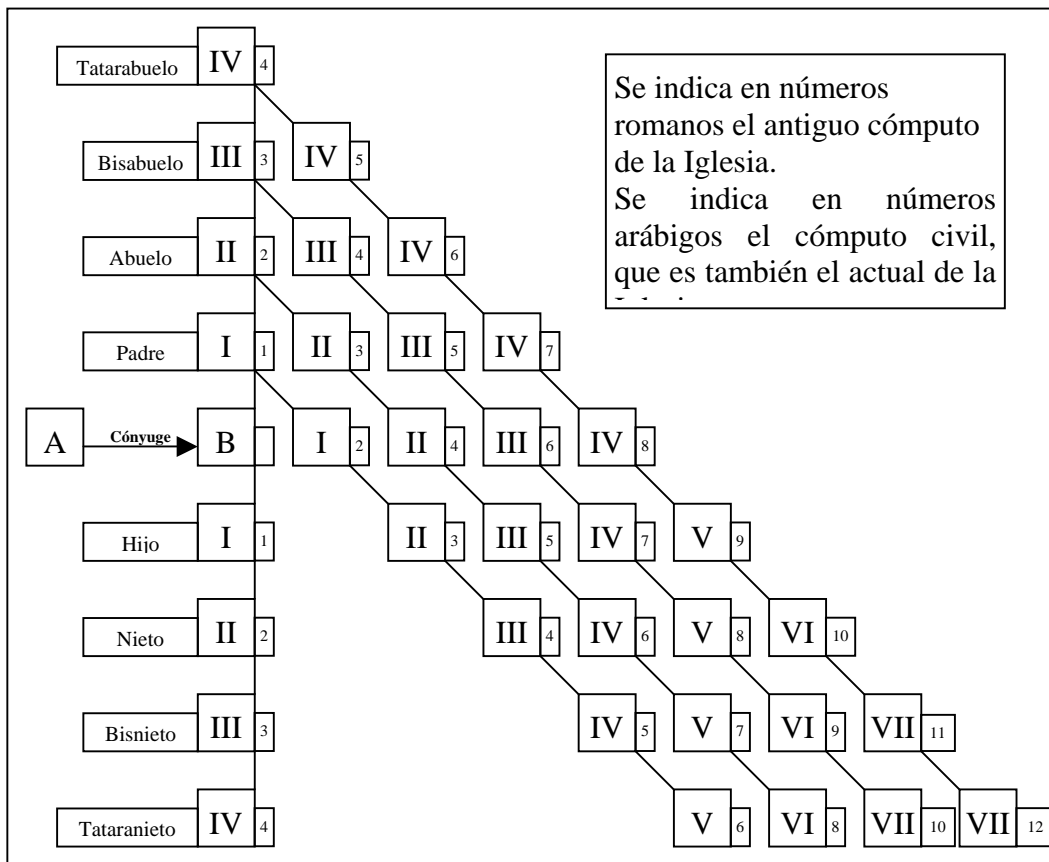 Tatarabuelo IV 4
Se indica en números
romanos el antiguo cómputo
de la Iglesia.
Se indica en números
arábigos el cómputo civil,
que es también el actual de la
Bisabuelo III 3 IV 5
Abuelo II 2 III 4 IV 6
Padre I 1 II 3 III 5 IV 7
A Cónyuge B I 2 II 4 III 6 IV 8
Hijo I 1 II 3 III 5 IV 7 V 9
Nieto II 2 III 4 IV 6 V 8 VI 10
Bisnieto III 3 IV 5 V 7 VI 9 VII 11
Tataranieto IV 4 V 6 VI 8 VII 10 VII 12